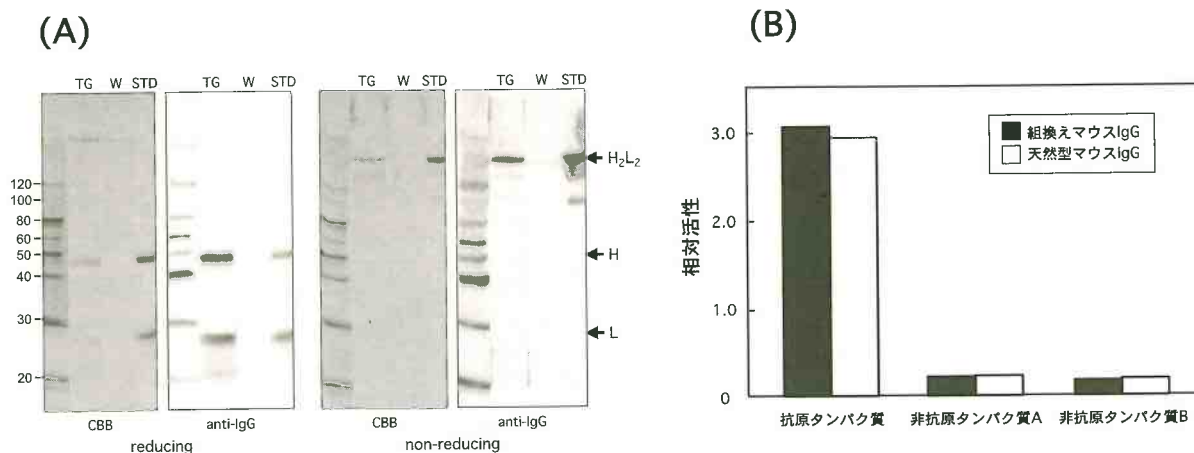 (A)
TG W STD TG W STD TG W STD TG W STD
H₂L₂
H
L
120
100
80
60
50
40
30
20
CBB anti-IgG CBB anti-IgG
reducing non-reducing
(B)
組換えマウスIgG
天然型マウスIgG
相対活性
3.0
2.0
1.0
0
抗原タンパク質 非抗原タンパク質A 非抗原タンパク質B